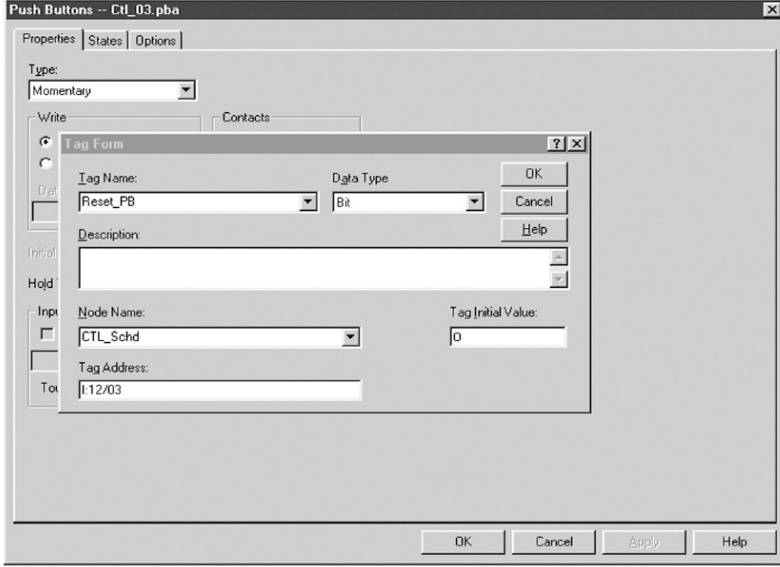 Push Buttons -- Ctl_03.pba
Properties States Options
Type:
Momentary
Write Contacts
Tag Form
Tag Name: Data Type OK
Reset_PB Bit Cancel
Description: Help
Initial
Hold
Node Name: Tag Initial Value:
CTL_Schd 0
Tag Address:
I:12/03
OK Cancel Apply Help